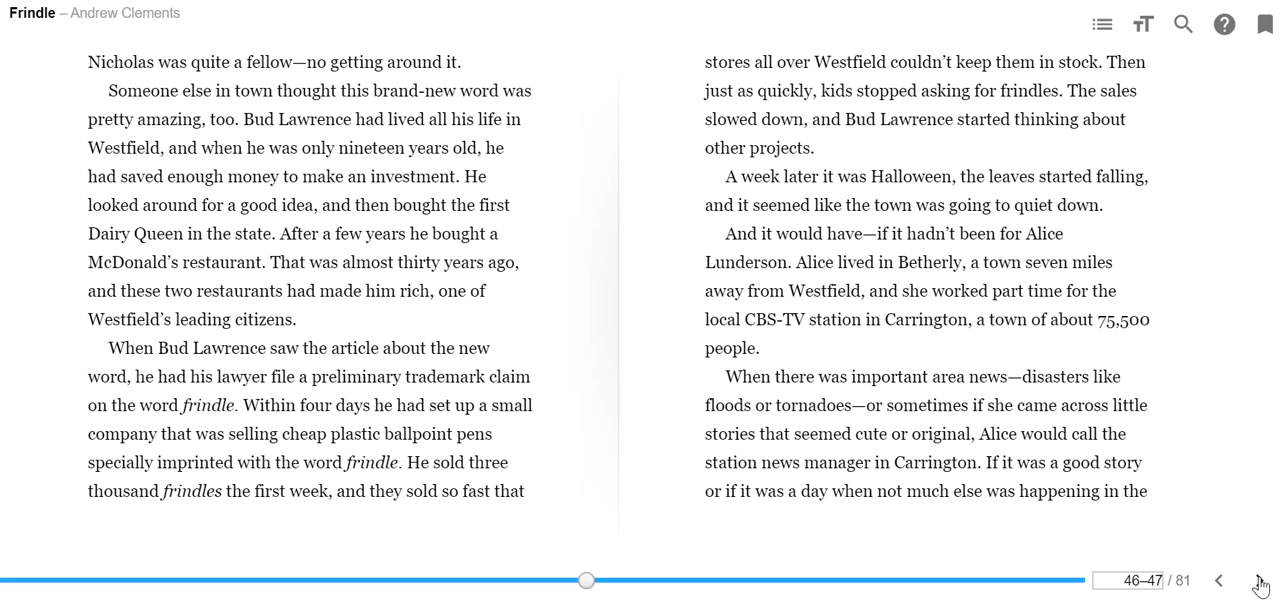 Frindle – Andrew Clements
Nicholas was quite a fellow—no getting around it.
Someone else in town thought this brand-new word was
pretty amazing, too. Bud Lawrence had lived all his life in
Westfield, and when he was only nineteen years old, he
had saved enough money to make an investment. He
looked around for a good idea, and then bought the first
Dairy Queen in the state. After a few years he bought a
McDonald’s restaurant. That was almost thirty years ago,
and these two restaurants had made him rich, one of
Westfield’s leading citizens.
When Bud Lawrence saw the article about the new
word, he had his lawyer file a preliminary trademark claim
on the word frindle. Within four days he had set up a small
company that was selling cheap plastic ballpoint pens
specially imprinted with the word frindle. He sold three
thousand frindles the first week, and they sold so fast that
stores all over Westfield couldn’t keep them in stock. Then
just as quickly, kids stopped asking for frindles. The sales
slowed down, and Bud Lawrence started thinking about
other projects.
A week later it was Halloween, the leaves started falling,
and it seemed like the town was going to quiet down.
And it would have—if it hadn’t been for Alice
Lunderson. Alice lived in Betherly, a town seven miles
away from Westfield, and she worked part time for the
local CBS-TV station in Carrington, a town of about 75,500
people.
When there was important area news—disasters like
floods or tornadoes—or sometimes if she came across little
stories that seemed cute or original, Alice would call the
station news manager in Carrington. If it was a good story
or if it was a day when not much else was happening in the
46–47 / 81